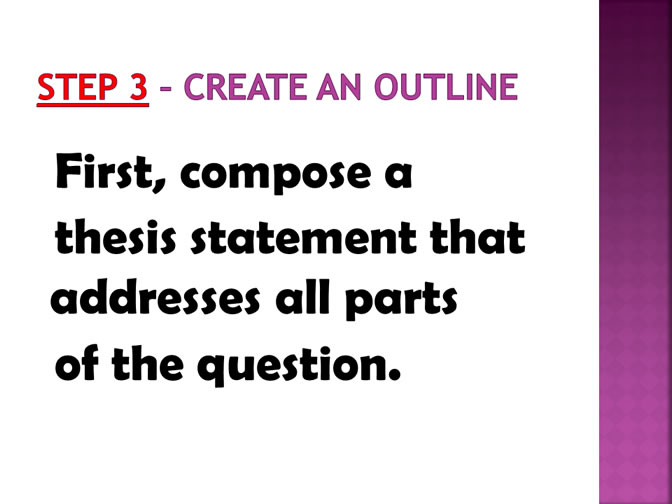 STEP 3 – CREATE AN OUTLINE
First, compose a
thesis statement that
addresses all parts
of the question.